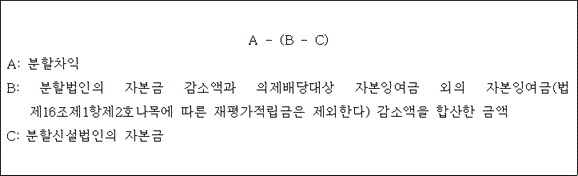 A - (B - C)
A: 분할차익
B: 분할법인의 자본금 감소액과 의제배당대상 자본잉여금 외의 자본잉여금(법
제16조제1항제2호나목에 따른 재평가적립금은 제외한다) 감소액을 합산한 금액
C: 분할신설법인의 자본금